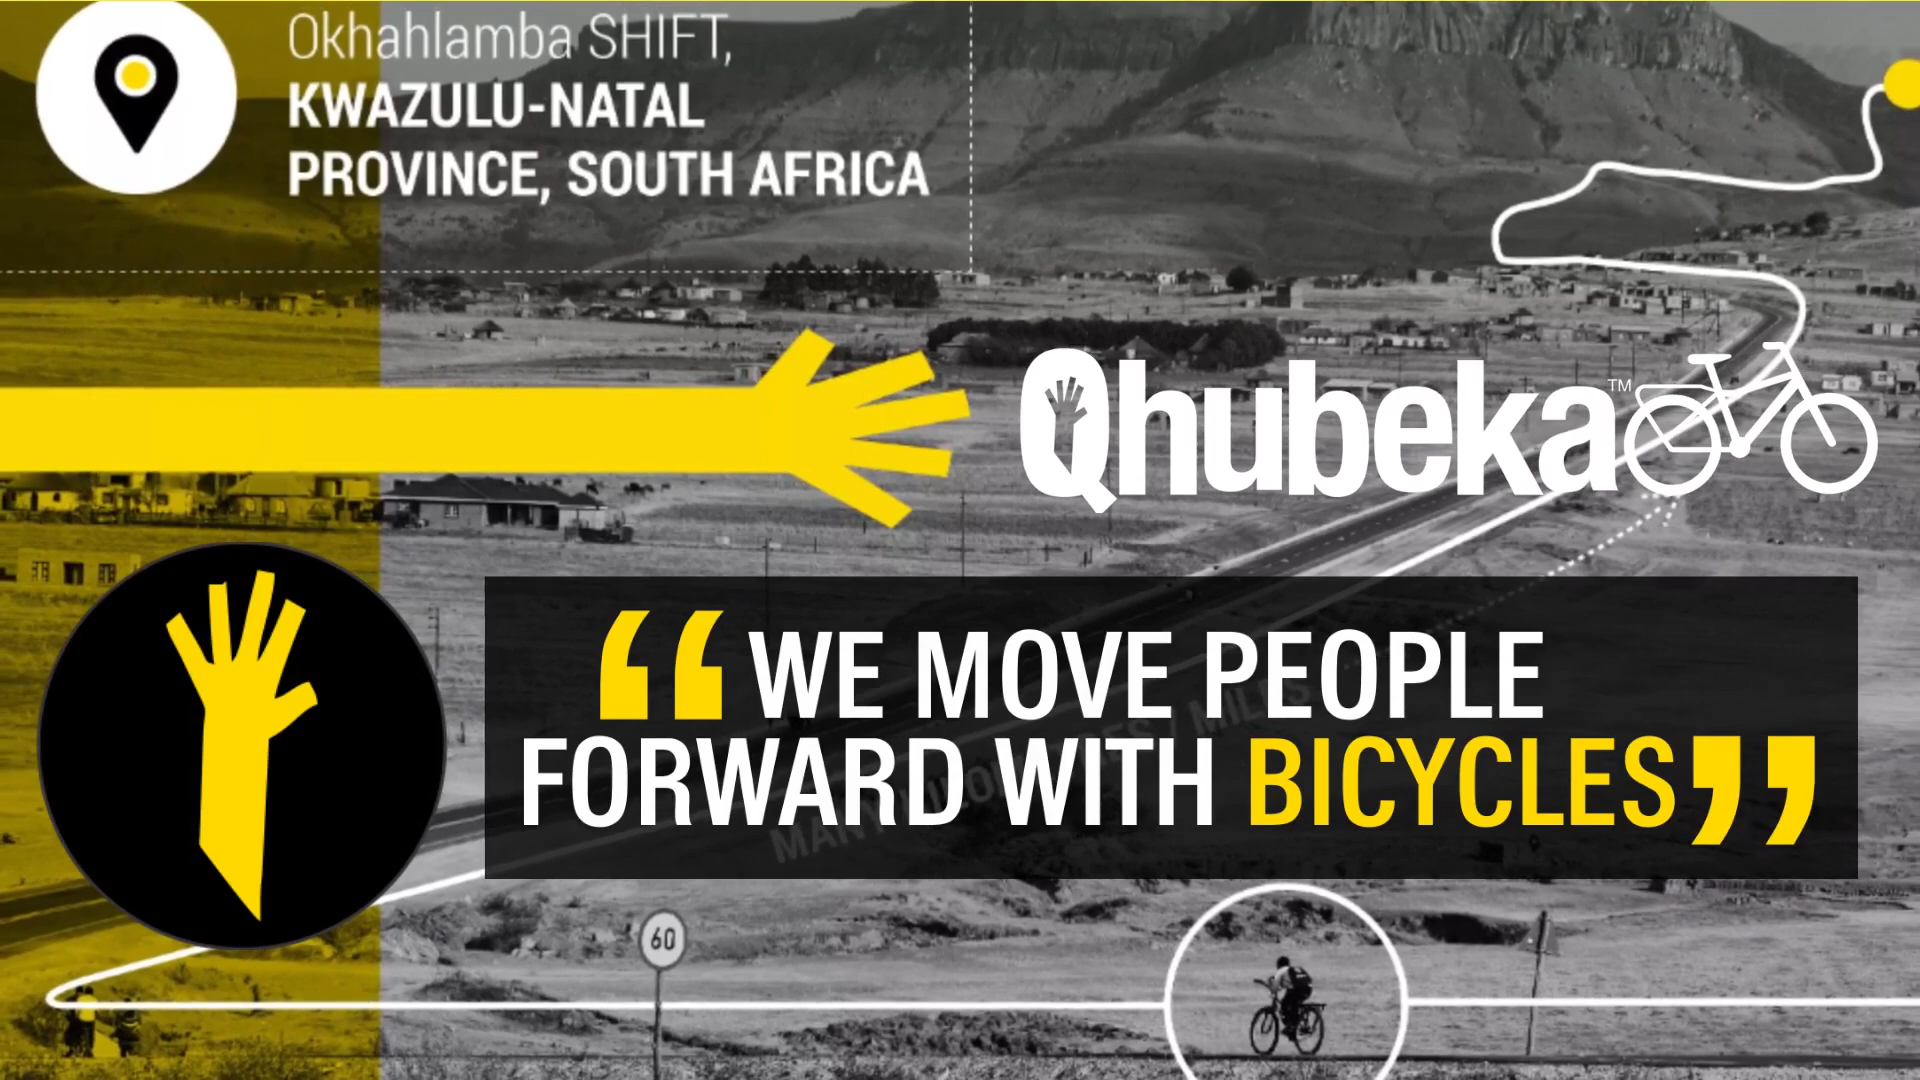 Okhahlamba SHIFT,
KWAZULU-NATAL
PROVINCE, SOUTH AFRICA
Qhubeka™
“WE MOVE PEOPLE
FORWARD WITH BICYCLES”
60